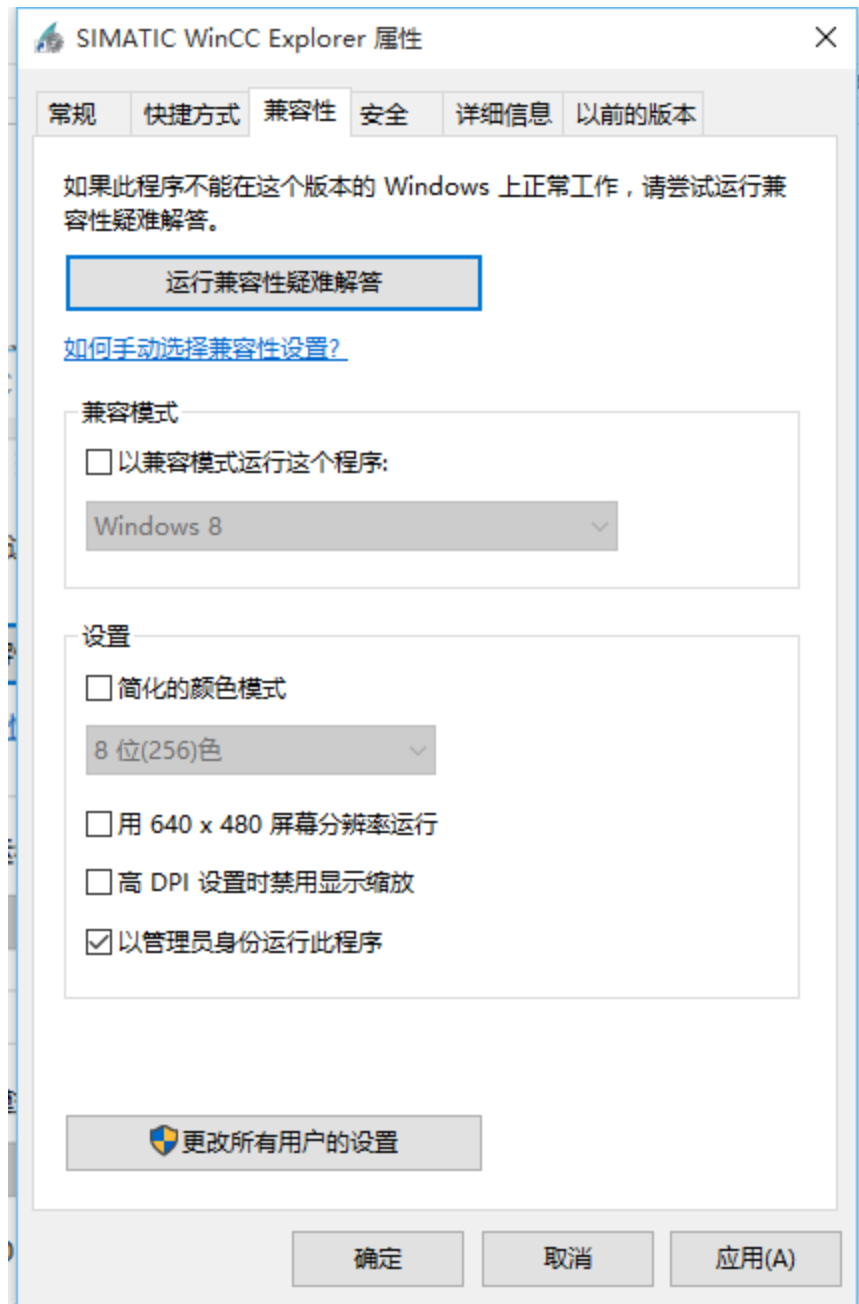 SIMATIC WinCC Explorer 属性
常规
快捷方式
兼容性
安全
详细信息
以前的版本
如果此程序不能在这个版本的 Windows 上正常工作，请尝试运行兼
容性疑难解答。
运行兼容性疑难解答
如何手动选择兼容性设置?
兼容模式
以兼容模式运行这个程序:
Windows 8
设置
简化的颜色模式
8 位(256)色
用 640 x 480 屏幕分辨率运行
高 DPI 设置时禁用显示缩放
以管理员身份运行此程序
更改所有用户的设置
确定
取消
应用(A)